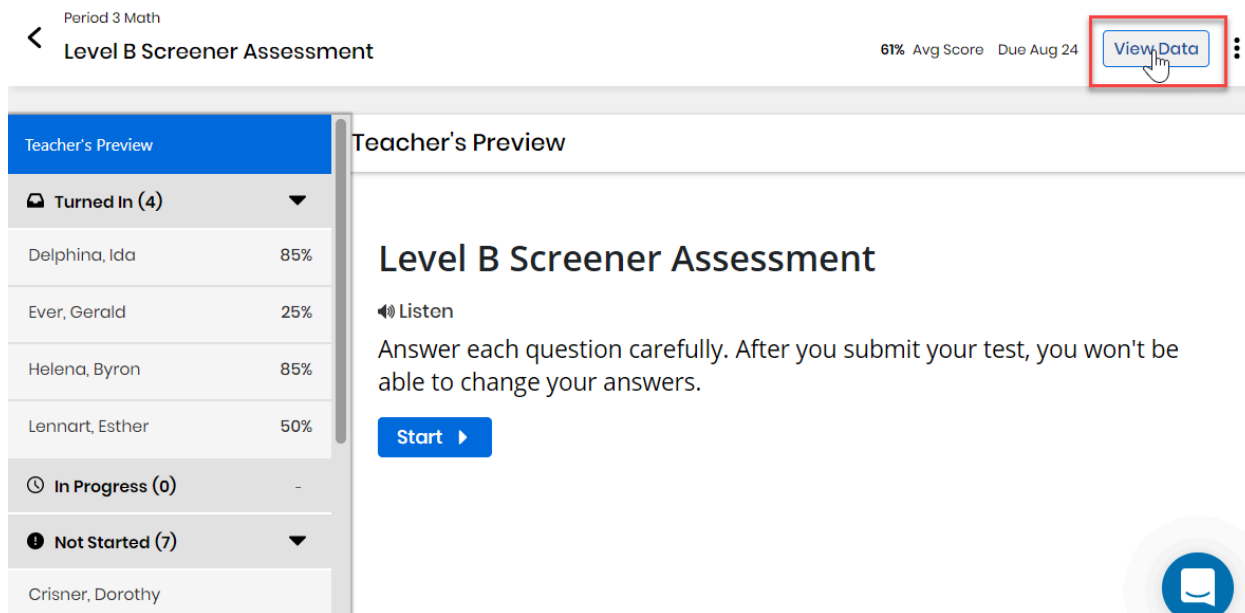 Period 3 Math
Level B Screener Assessment
61% Avg Score Due Aug 24 View Data
Teacher's Preview
Turned In (4)
Delphina, Ida 85%
Ever, Gerald 25%
Helena, Byron 85%
Lennart, Esther 50%
In Progress (0) -
Not Started (7)
Crisner, Dorothy
Teacher's Preview
Level B Screener Assessment
Listen
Answer each question carefully. After you submit your test, you won't be
able to change your answers.
Start